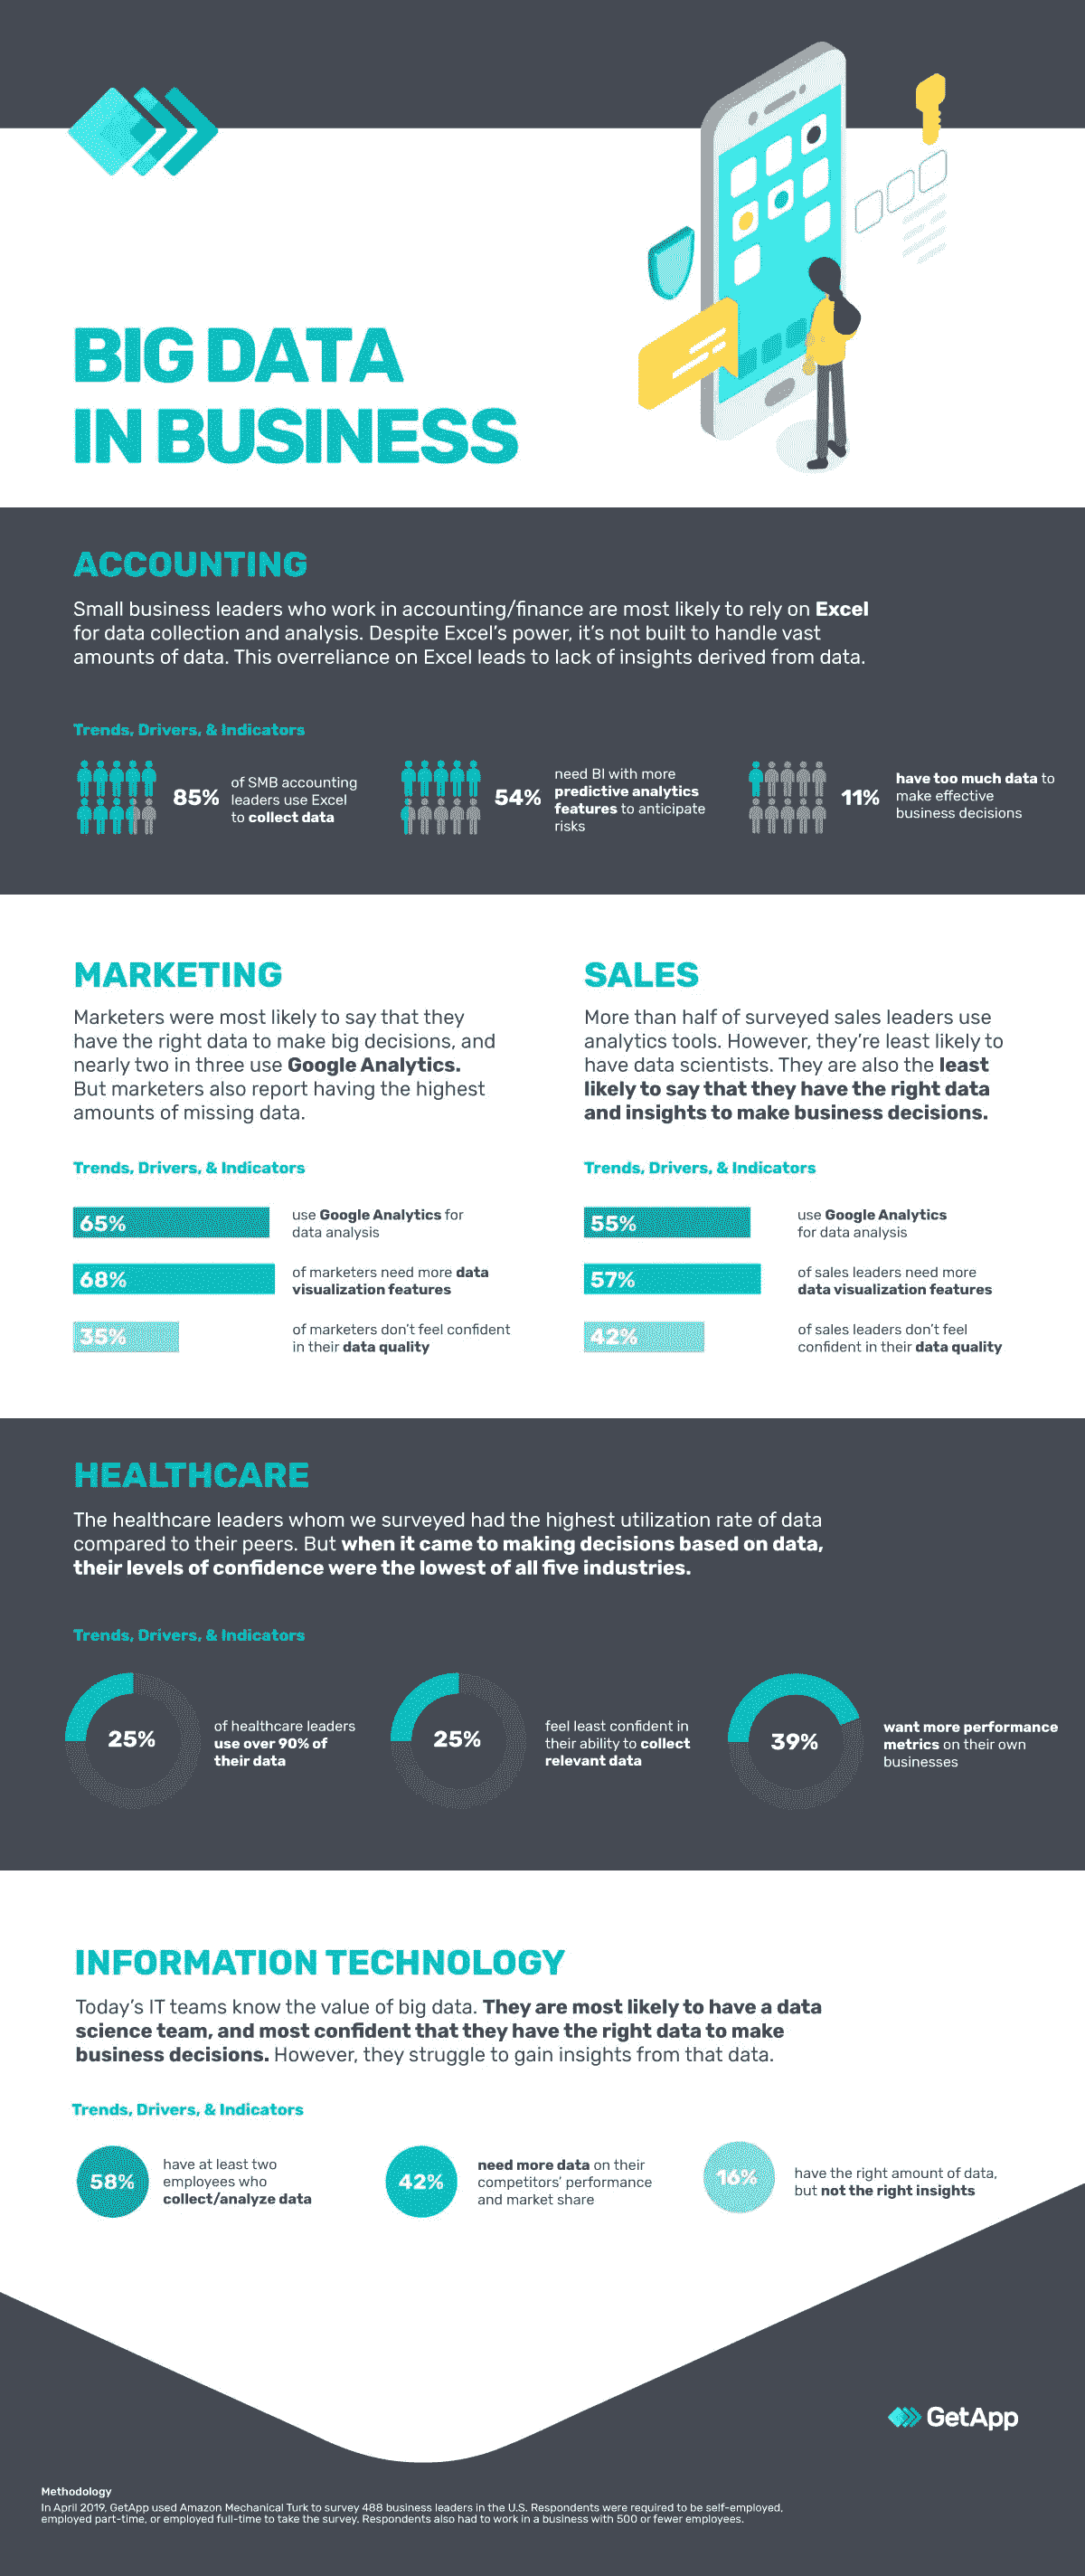 BIG DATA
IN BUSINESS
ACCOUNTING
Small business leaders who work in accounting/finance are most likely to rely on Excel
for data collection and analysis. Despite Excel's power, it's not built to handle vast
amounts of data. This overreliance on Excel leads to lack of insights derived from data.
Trends, Drivers, & Indicators
85%
of SMB accounting
leaders use Excel
to collect data
54%
need BI with more
predictive analytics
features to anticipate
risks
11%
have too much data to
make effective
business decisions
MARKETING
Marketers were most likely to say that they
have the right data to make big decisions, and
nearly two in three use Google Analytics.
But marketers also report having the highest
amounts of missing data.
Trends, Drivers, & Indicators
65%
use Google Analytics for
data analysis
68%
of marketers need more data
visualization features
35%
of marketers don't feel confident
in their data quality
SALES
More than half of surveyed sales leaders use
analytics tools. However, they're least likely to
have data scientists. They are also the least
likely to say that they have the right data
and insights to make business decisions.
Trends, Drivers, & Indicators
55%
use Google Analytics
for data analysis
57%
of sales leaders need more
data visualization features
42%
of sales leaders don't feel
confident in their data quality
HEALTHCARE
The healthcare leaders whom we surveyed had the highest utilization rate of data
compared to their peers. But when it came to making decisions based on data,
their levels of confidence were the lowest of all five industries.
Trends, Drivers, & Indicators
25%
of healthcare leaders
use over 90% of
their data
25%
feel least confident in
their ability to collect
relevant data
39%
want more performance
metrics on their own
businesses
INFORMATION TECHNOLOGY
Today's IT teams know the value of big data. They are most likely to have a data
science team, and most confident that they have the right data to make
business decisions. However, they struggle to gain insights from that data.
Trends, Drivers, & Indicators
58%
have at least two
employees who
collect/analyze data
42%
need more data on their
competitors' performance
and market share
16%
have the right amount of data,
but not the right insights
GetApp
Methodology
In April 2019, GetApp used Amazon Mechanical Turk to survey 488 business leaders in the U.S. Respondents were required to be self-employed,
employed part-time, or employed full-time to take the survey. Respondents also had to work in a business with 500 or fewer employees.